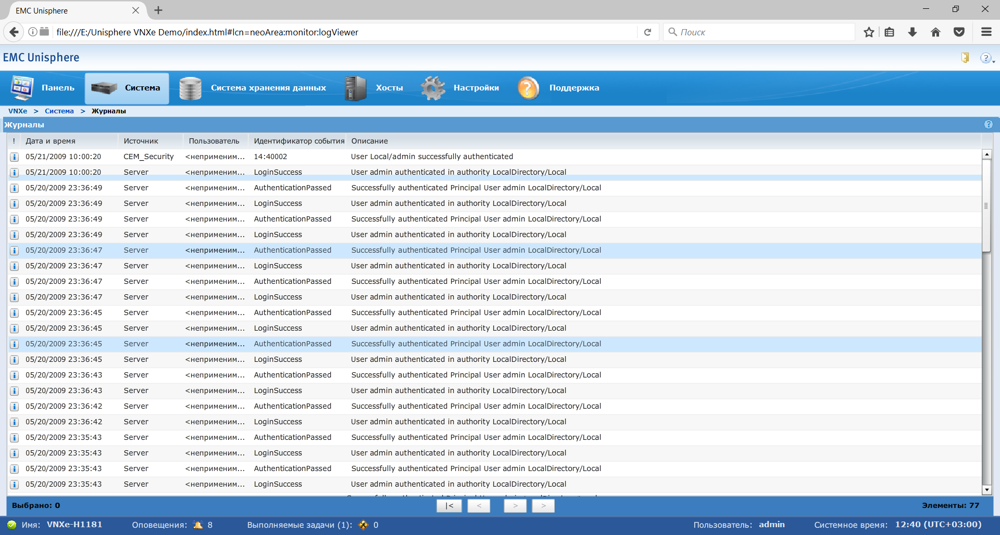 EMC Unisphere
file:///E:/Unisphere VNXe Demo/index.html#lcn=neoArea:monitor:logViewer
Поиск
EMC Unisphere
Панель Система Система хранения данных Хосты Настройки Поддержка
VNXe > Система > Журналы
Журналы
! Дата и время Источник Пользователь Идентификатор события Описание
05/21/2009 10:00:20 CEM_Security <неприменим... 14:40002 User Local/admin successfully authenticated
05/21/2009 10:00:20 Server <неприменим... LoginSuccess User admin authenticated in authority LocalDirectory/Local
05/20/2009 23:36:49 Server <неприменим... AuthenticationPassed Successfully authenticated Principal User admin LocalDirectory/Local
05/20/2009 23:36:49 Server <неприменим... LoginSuccess User admin authenticated in authority LocalDirectory/Local
05/20/2009 23:36:49 Server <неприменим... AuthenticationPassed Successfully authenticated Principal User admin LocalDirectory/Local
05/20/2009 23:36:49 Server <неприменим... LoginSuccess User admin authenticated in authority LocalDirectory/Local
05/20/2009 23:36:47 Server <неприменим... AuthenticationPassed Successfully authenticated Principal User admin LocalDirectory/Local
05/20/2009 23:36:47 Server <неприменим... LoginSuccess User admin authenticated in authority LocalDirectory/Local
05/20/2009 23:36:47 Server <неприменим... AuthenticationPassed Successfully authenticated Principal User admin LocalDirectory/Local
05/20/2009 23:36:47 Server <неприменим... LoginSuccess User admin authenticated in authority LocalDirectory/Local
05/20/2009 23:36:45 Server <неприменим... AuthenticationPassed Successfully authenticated Principal User admin LocalDirectory/Local
05/20/2009 23:36:45 Server <неприменим... LoginSuccess User admin authenticated in authority LocalDirectory/Local
05/20/2009 23:36:45 Server <неприменим... AuthenticationPassed Successfully authenticated Principal User admin LocalDirectory/Local
05/20/2009 23:36:45 Server <неприменим... LoginSuccess User admin authenticated in authority LocalDirectory/Local
05/20/2009 23:36:43 Server <неприменим... AuthenticationPassed Successfully authenticated Principal User admin LocalDirectory/Local
05/20/2009 23:36:43 Server <неприменим... LoginSuccess User admin authenticated in authority LocalDirectory/Local
05/20/2009 23:36:42 Server <неприменим... AuthenticationPassed Successfully authenticated Principal User admin LocalDirectory/Local
05/20/2009 23:36:42 Server <неприменим... LoginSuccess User admin authenticated in authority LocalDirectory/Local
05/20/2009 23:35:43 Server <неприменим... AuthenticationPassed Successfully authenticated Principal User admin LocalDirectory/Local
05/20/2009 23:35:43 Server <неприменим... LoginSuccess User admin authenticated in authority LocalDirectory/Local
05/20/2009 23:35:43 Server <неприменим... AuthenticationPassed Successfully authenticated Principal User admin LocalDirectory/Local
05/20/2009 23:35:43 Server <неприменим... LoginSuccess User admin authenticated in authority LocalDirectory/Local
Выбрано: 0 |< < > > Элементы: 77
Имя: VNXe-H1181 Оповещения: 8 Выполняемые задачи (1): 0 Пользователь: admin Системное время: 12:40 (UTC+03:00)